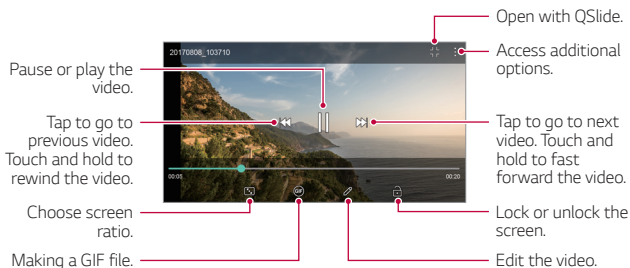 Open with QSlide.
20170808_103710
Access additional
options.
Pause or play the
video.
Tap to go to
previous video.
Touch and hold to
rewind the video.
Tap to go to next
video. Touch and
hold to fast
forward the video.
00:05
00:20
GIF
Choose screen
ratio.
Lock or unlock the
screen.
Making a GIF file.
Edit the video.